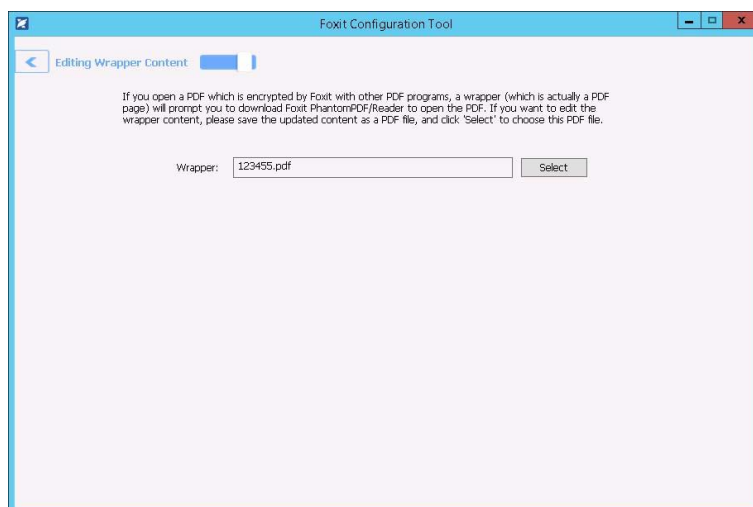 Foxit Configuration Tool
Editing Wrapper Content
If you open a PDF which is encrypted by Foxit with other PDF programs, a wrapper (which is actually a PDF
page) will prompt you to download Foxit PhantomPDF/Reader to open the PDF. If you want to edit the
wrapper content, please save the updated content as a PDF file, and click 'Select' to choose this PDF file.
Wrapper: 123455.pdf Select